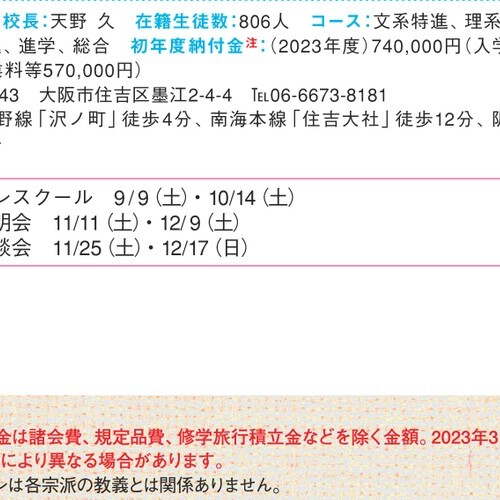 校長：天野 久　在籍生徒数：806人　コース：文系特進、理系
、進学、総合　初年度納付金注：（2023年度）740,000円（入学
料等570,000円）
43　大阪市住吉区墨江2-4-4　℡06-6673-8181
野線「沢ノ町」徒歩4分、南海本線「住吉大社」徒歩12分、
スクール　9/9（土）・10/14（土）
明会　11/11（土）・12/9（土）
談会　11/25（土）・12/17（日）
金は諸会費、規定品費、修学旅行積立金などを除く金額。2023年3
により異なる場合があります。
は各宗派の教義とは関係ありません。